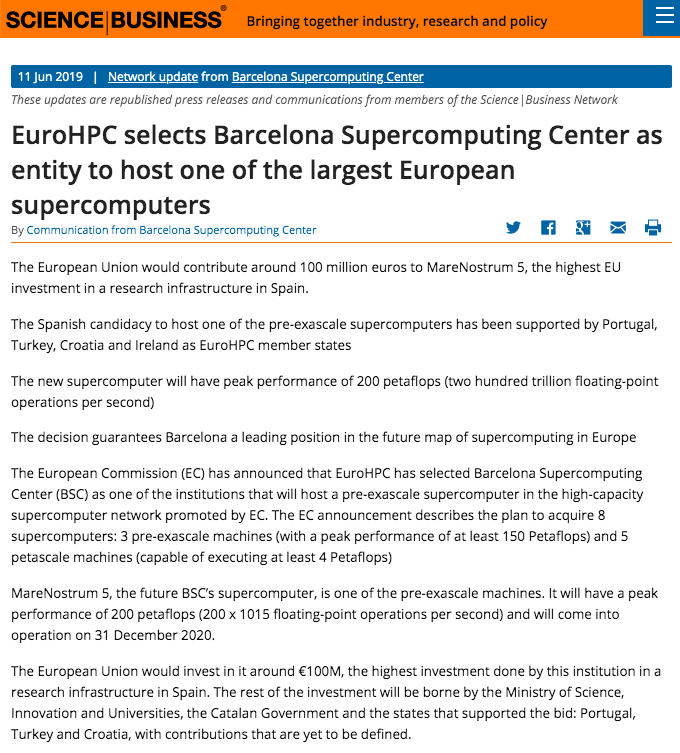 SCIENCE|BUSINESS® Bringing together industry, research and policy
11 Jun 2019 | Network update from Barcelona Supercomputing Center
These updates are republished press releases and communications from members of the Science|Business Network
EuroHPC selects Barcelona Supercomputing Center as
entity to host one of the largest European
supercomputers
By Communication from Barcelona Supercomputing Center
The European Union would contribute around 100 million euros to MareNostrum 5, the highest EU
investment in a research infrastructure in Spain.
The Spanish candidacy to host one of the pre-exascale supercomputers has been supported by Portugal,
Turkey, Croatia and Ireland as EuroHPC member states
The new supercomputer will have peak performance of 200 petaflops (two hundred trillion floating-point
operations per second)
The decision guarantees Barcelona a leading position in the future map of supercomputing in Europe
The European Commission (EC) has announced that EuroHPC has selected Barcelona Supercomputing
Center (BSC) as one of the institutions that will host a pre-exascale supercomputer in the high-capacity
supercomputer network promoted by EC. The EC announcement describes the plan to acquire 8
supercomputers: 3 pre-exascale machines (with a peak performance of at least 150 Petaflops) and 5
petascale machines (capable of executing at least 4 Petaflops)
MareNostrum 5, the future BSC's supercomputer, is one of the pre-exascale machines. It will have a peak
performance of 200 petaflops (200 x 1015 floating-point operations per second) and will come into
operation on 31 December 2020.
The European Union would invest in it around €100M, the highest investment done by this institution in a
research infrastructure in Spain. The rest of the investment will be borne by the Ministry of Science,
Innovation and Universities, the Catalan Government and the states that supported the bid: Portugal,
Turkey and Croatia, with contributions that are yet to be defined.